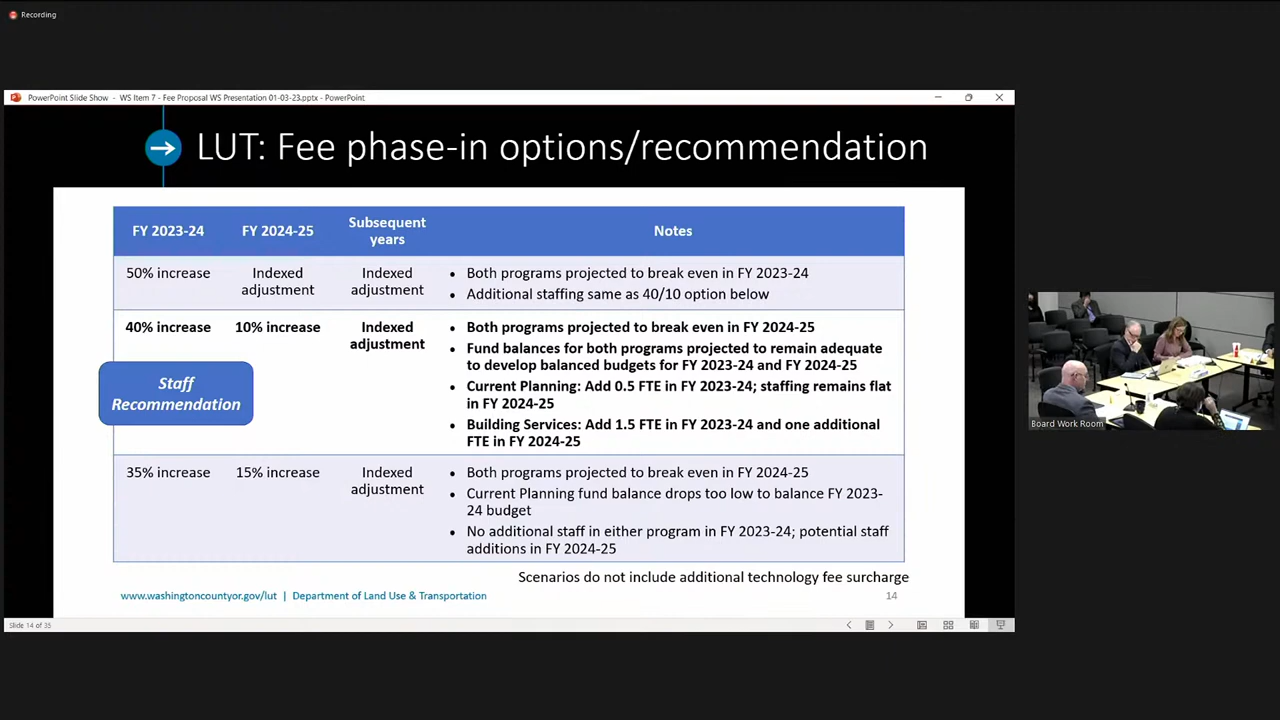 Recording
PowerPoint Slide Show - WS Item 7 - Fee Proposal WS Presentation 01-03-23.pptx - PowerPoint
LUT: Fee phase-in options/recommendation
FY 2023-24
FY 2024-25
Subsequent
years
Notes
50% increase
Indexed
adjustment
Indexed
adjustment
• Both programs projected to break even in FY 2023-24
• Additional staffing same as 40/10 option below
40% increase
10% increase
Indexed
adjustment
• Both programs projected to break even in FY 2024-25
• Fund balances for both programs projected to remain adequate
to develop balanced budgets for FY 2023-24 and FY 2024-25
• Current Planning: Add 0.5 FTE in FY 2023-24; staffing remains flat
in FY 2024-25
• Building Services: Add 1.5 FTE in FY 2023-24 and one additional
FTE in FY 2024-25
Staff
Recommendation
35% increase
15% increase
Indexed
adjustment
• Both programs projected to break even in FY 2024-25
• Current Planning fund balance drops too low to balance FY 2023-
24 budget
• No additional staff in either program in FY 2023-24; potential staff
additions in FY 2024-25
Scenarios do not include additional technology fee surcharge
www.washingtoncountyor.gov/lut | Department of Land Use & Transportation
14
Slide 14 of 35
Board Work Room